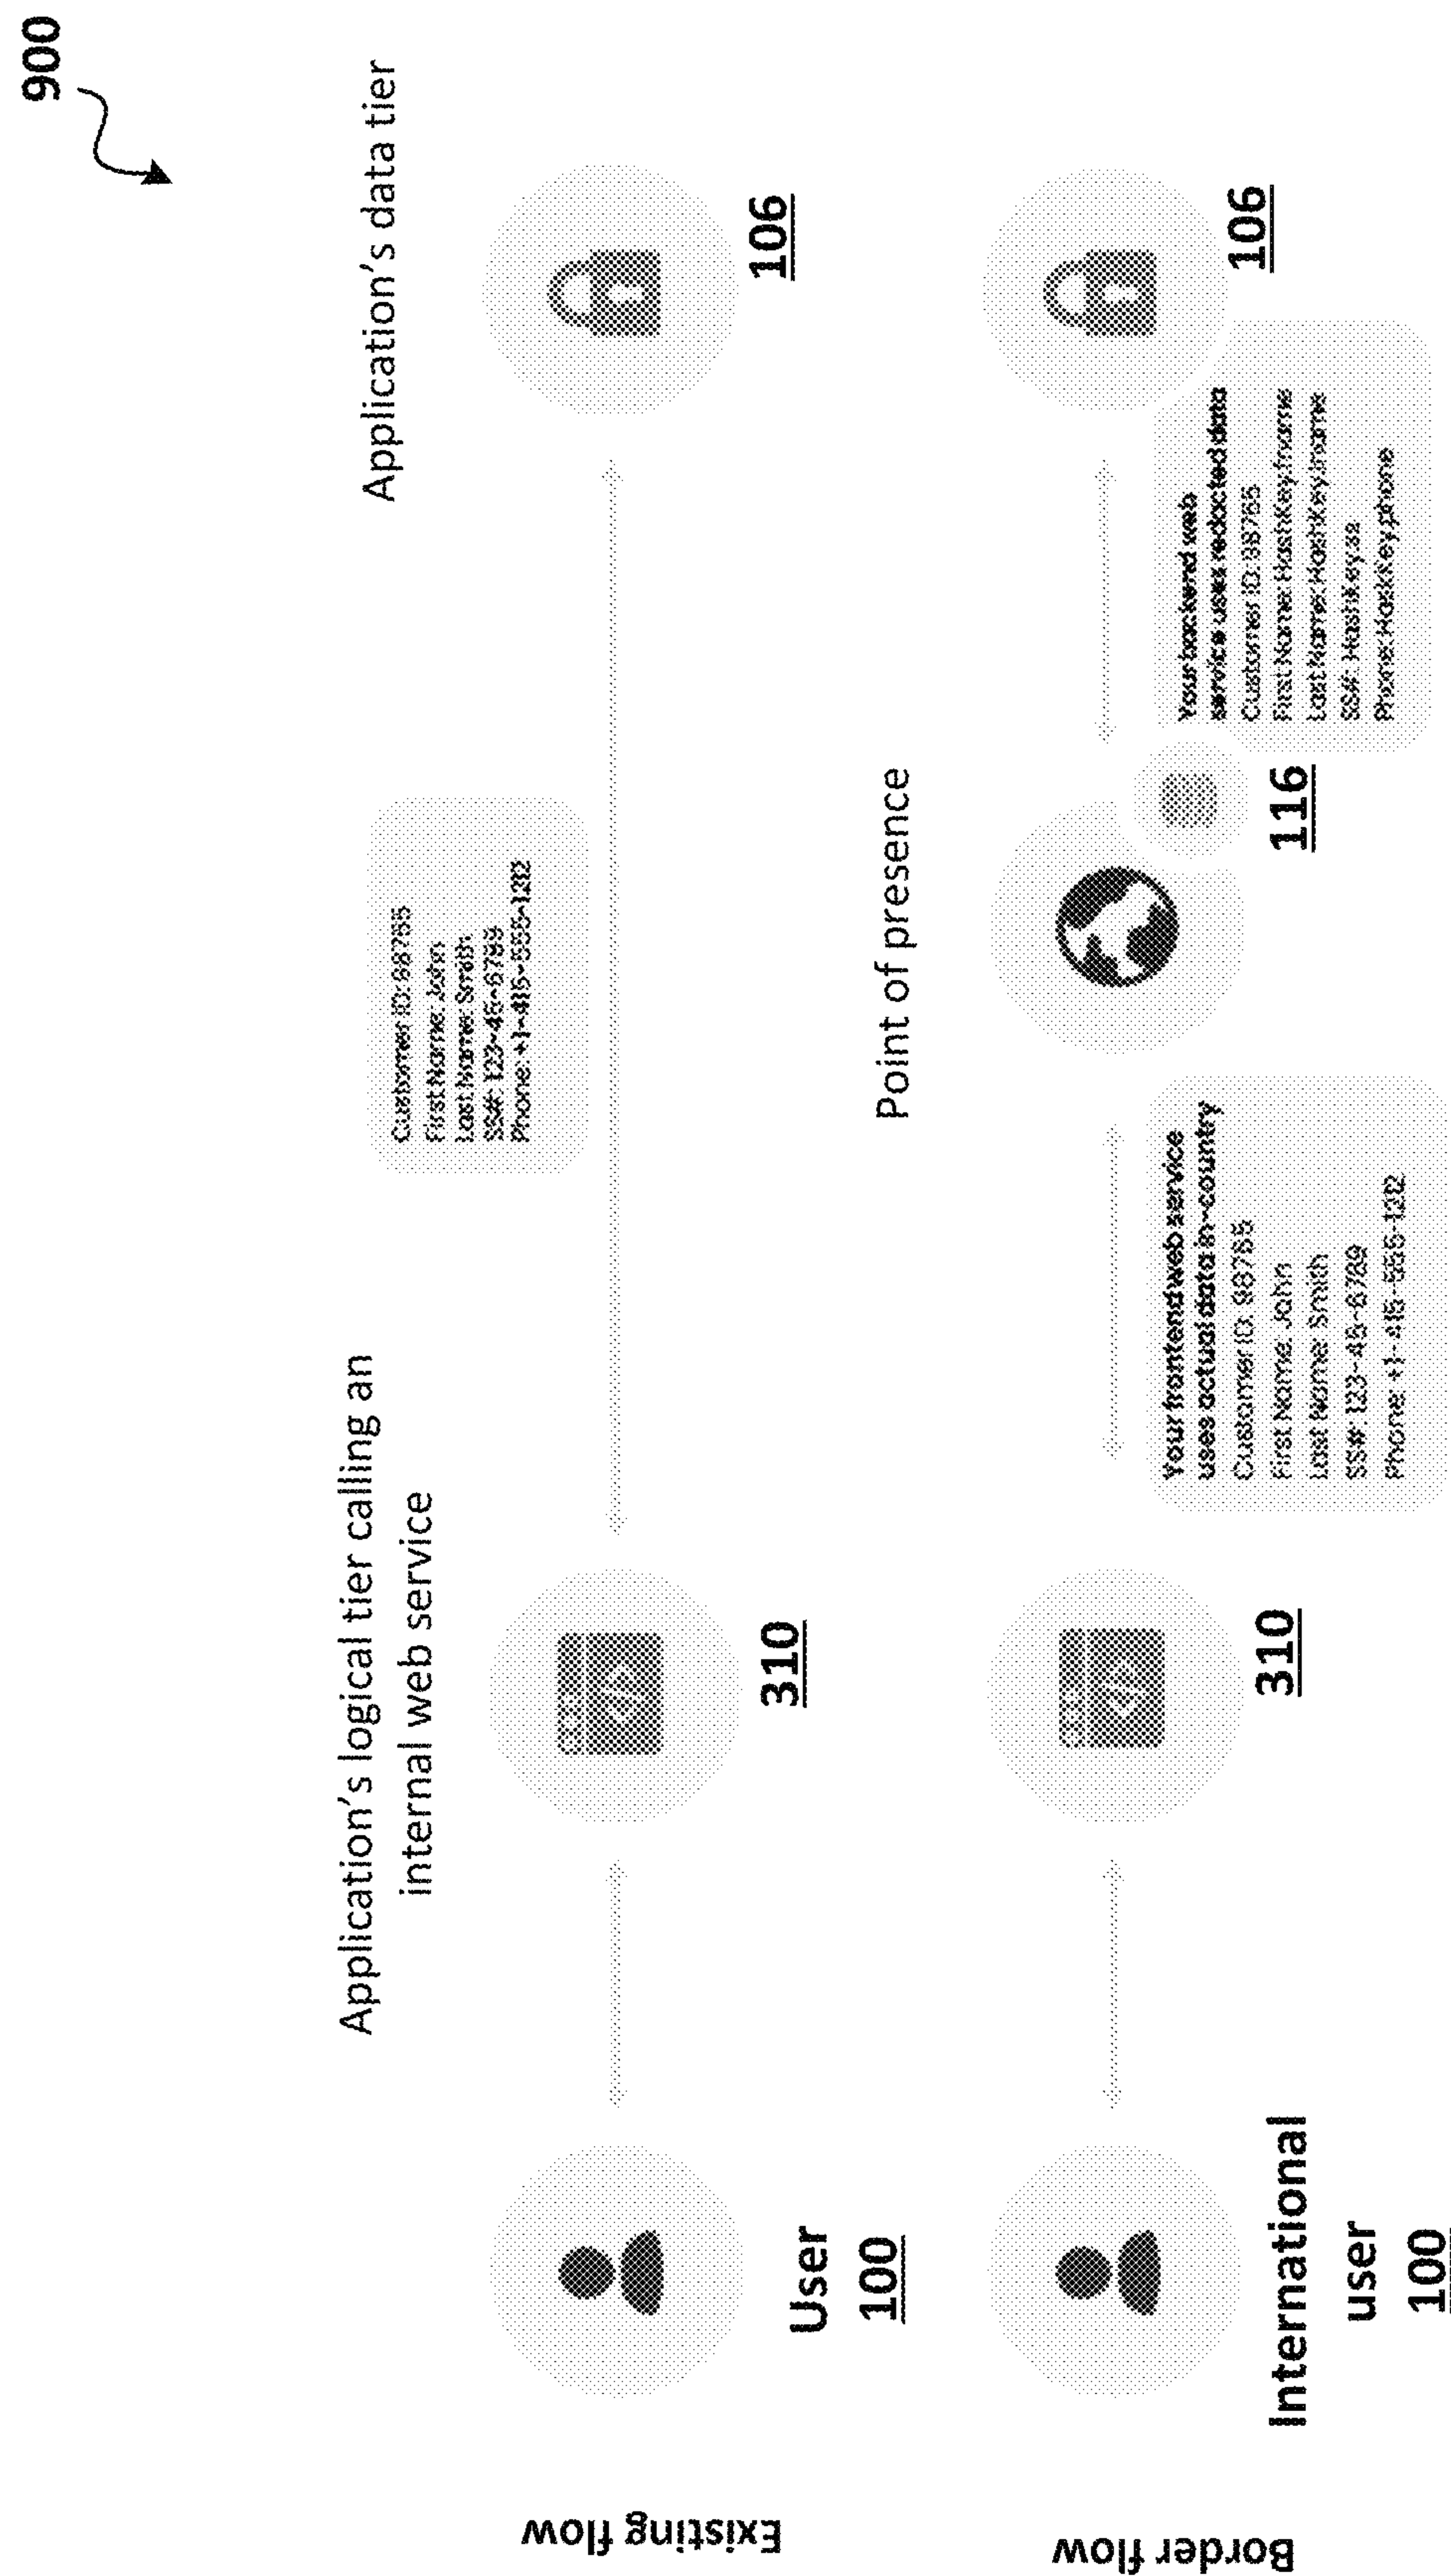 900
Application's logical tier calling an
internal web service
Application's data tier
Customer ID: 98765
First Name: John
Last Name: Smith
SS#: 123-45-6789
Phone: +1-415-555-1212
Existing flow
User
100
310
106
Point of presence
Border flow
International
user
100
310
Your frontend web service
uses actual data in-country
Customer ID: 98765
First Name: John
Last Name: Smith
SS#: 123-45-6789
Phone: +1-415-555-1212
116
Your backend web
service uses redacted data
Customer ID: 98765
First Name: HashKey.fname
Last Name: HashKey.lname
SS#: HashKey.ss
Phone: HashKey.phone
106